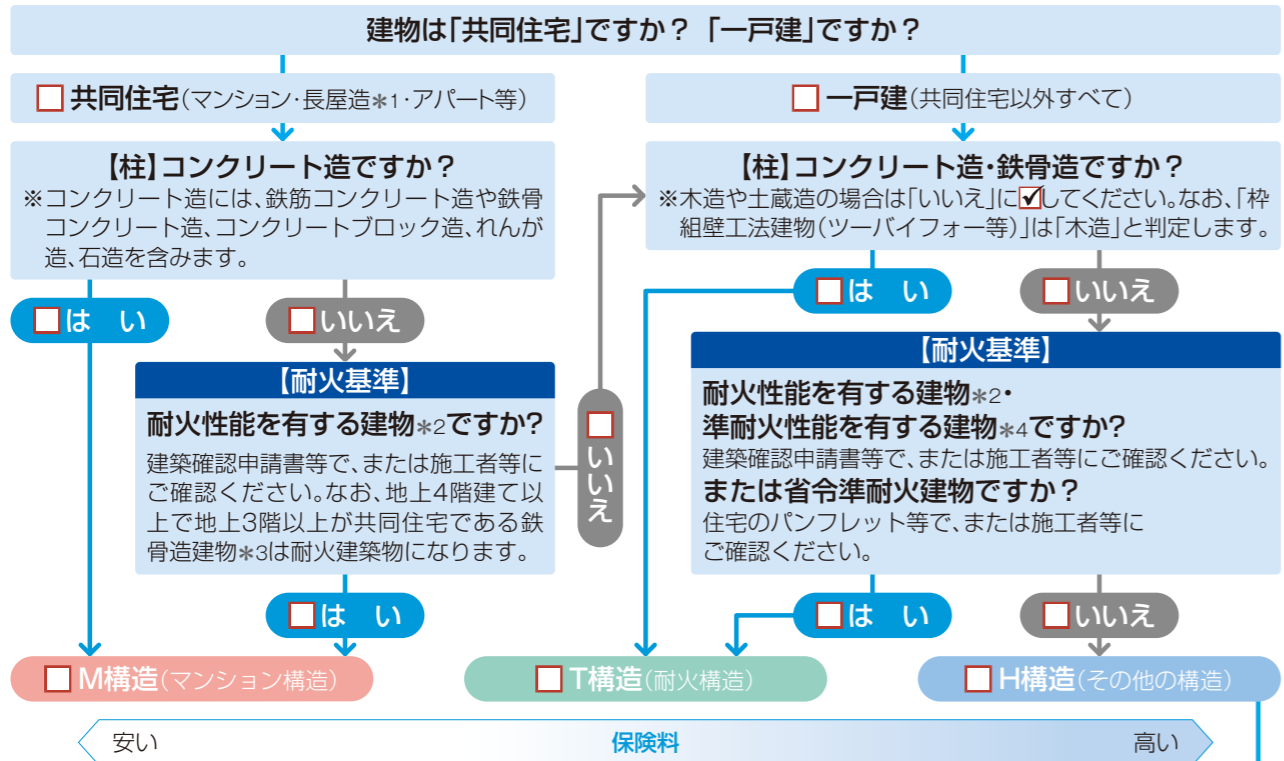 建物は「共同住宅」ですか？「一戸建」ですか？
共同住宅(マンション・長屋造*1・アパート等)
一戸建(共同住宅以外すべて)
【柱】コンクリート造ですか？
※コンクリート造には、鉄筋コンクリート造や鉄骨
コンクリート造、コンクリートブロック造、れんが
造、石造を含みます。
はい
いいえ
【耐火基準】
耐火性能を有する建物*2ですか?
建築確認申請書等で、または施工者等に
ご確認ください。なお、地上4階建て以
上で地上3階以上が共同住宅である鉄
骨造建物*3は耐火建築物になります。
いいえ
はい
【柱】コンクリート造・鉄骨造ですか？
※木造や土蔵造の場合は「いいえ」に☑してください。なお、「枠
組壁工法建物(ツーバイフォー等)」は「木造」と判定します。
はい
いいえ
【耐火基準】
耐火性能を有する建物*2・
準耐火性能を有する建物*4ですか?
建築確認申請書等で、または施工者等にご確認ください。
または省令準耐火建物ですか？
住宅のパンフレット等で、または施工者等に
ご確認ください。
はい
いいえ
M構造(マンション構造)
T構造(耐火構造)
H構造(その他の構造)
安い
保険料
高い